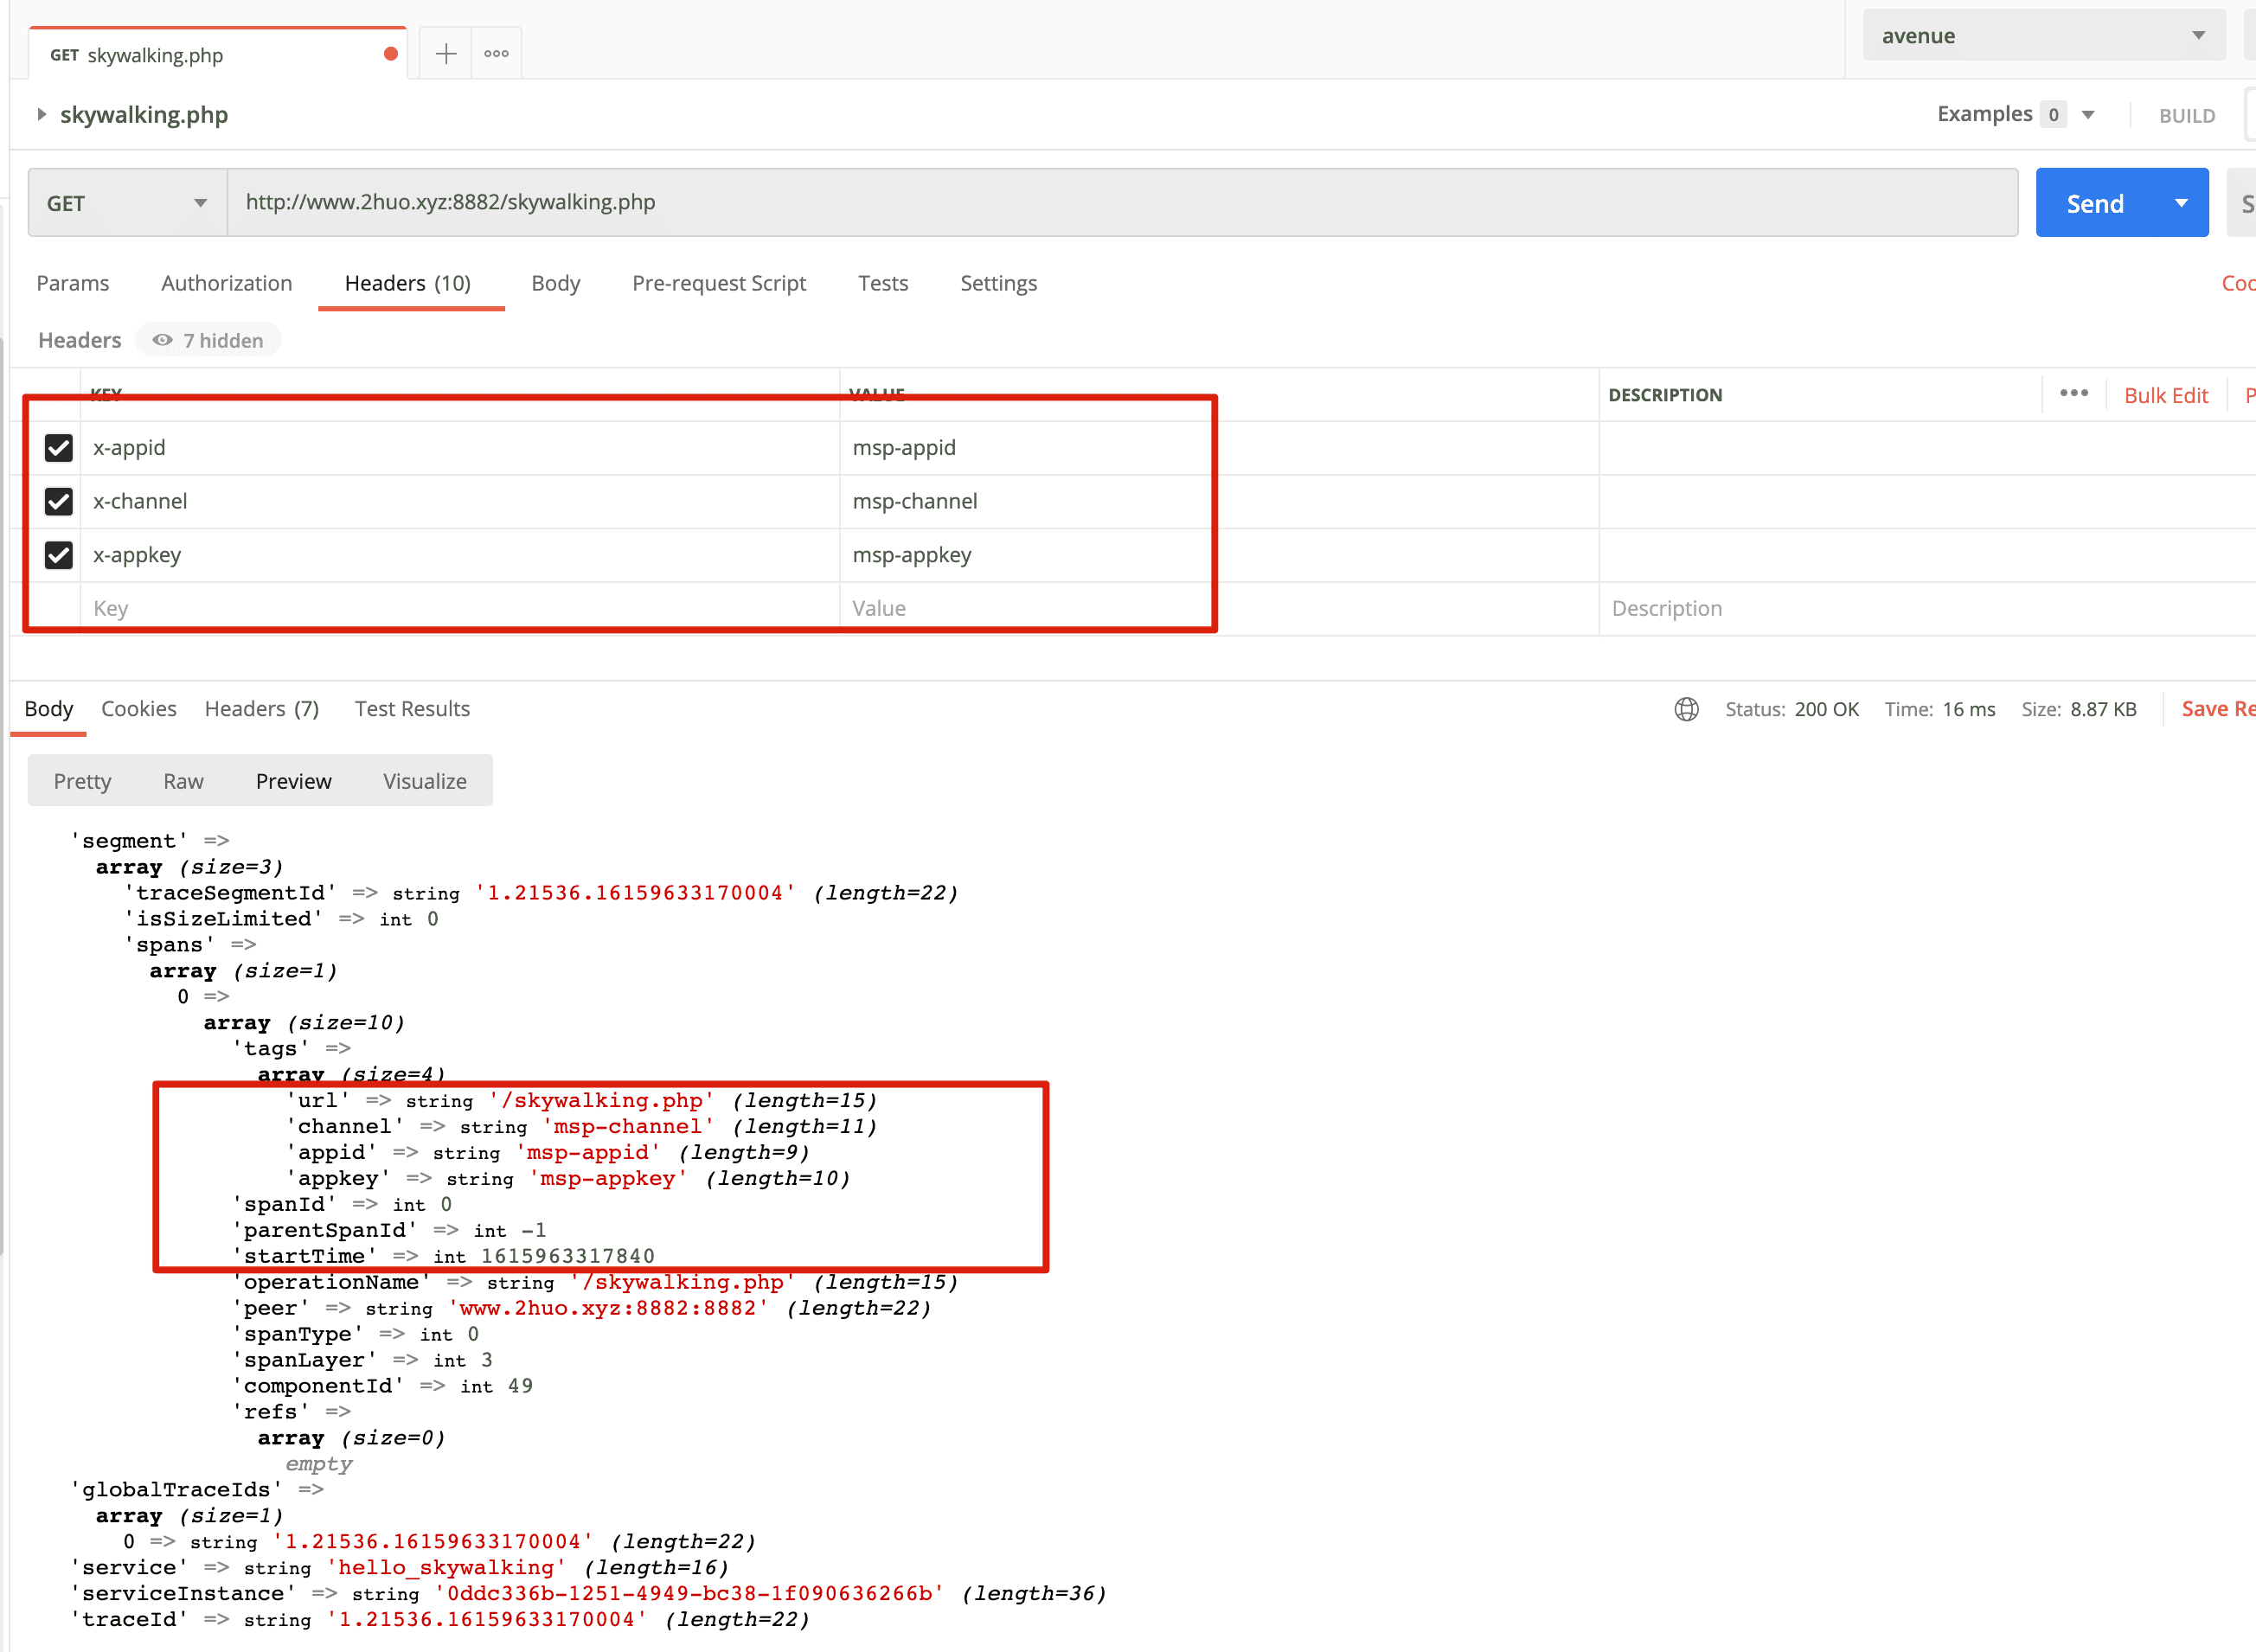 GET skywalking.php
avenue
skywalking.php
Examples 0
BUILD
GET
http://www.2huo.xyz:8882/skywalking.php
Send
S
Params Authorization Headers (10) Body Pre-request Script Tests Settings
Coo
Headers 7 hidden
KEY VALUE DESCRIPTION ••• Bulk Edit P
x-appid msp-appid
x-channel msp-channel
x-appkey msp-appkey
Key Value Description
Body Cookies Headers (7) Test Results Status: 200 OK Time: 16 ms Size: 8.87 KB Save Re
Pretty Raw Preview Visualize
'segment' =>
array (size=3)
'traceSegmentId' => string '1.21536.16159633170004' (length=22)
'isSizeLimited' => int 0
'spans' =>
array (size=1)
0 =>
array (size=10)
'tags' =>
array (size=4)
'url' => string '/skywalking.php' (length=15)
'channel' => string 'msp-channel' (length=11)
'appid' => string 'msp-appid' (length=9)
'appkey' => string 'msp-appkey' (length=10)
'spanId' => int 0
'parentSpanId' => int -1
'startTime' => int 1615963317840
'operationName' => string '/skywalking.php' (length=15)
'peer' => string 'www.2huo.xyz:8882:8882' (length=22)
'spanType' => int 0
'spanLayer' => int 3
'componentId' => int 49
'refs' =>
array (size=0)
empty
'globalTraceIds' =>
array (size=1)
0 => string '1.21536.16159633170004' (length=22)
'service' => string 'hello_skywalking' (length=16)
'serviceInstance' => string '0ddc336b-1251-4949-bc38-1f090636266b' (length=36)
'traceId' => string '1.21536.16159633170004' (length=22)